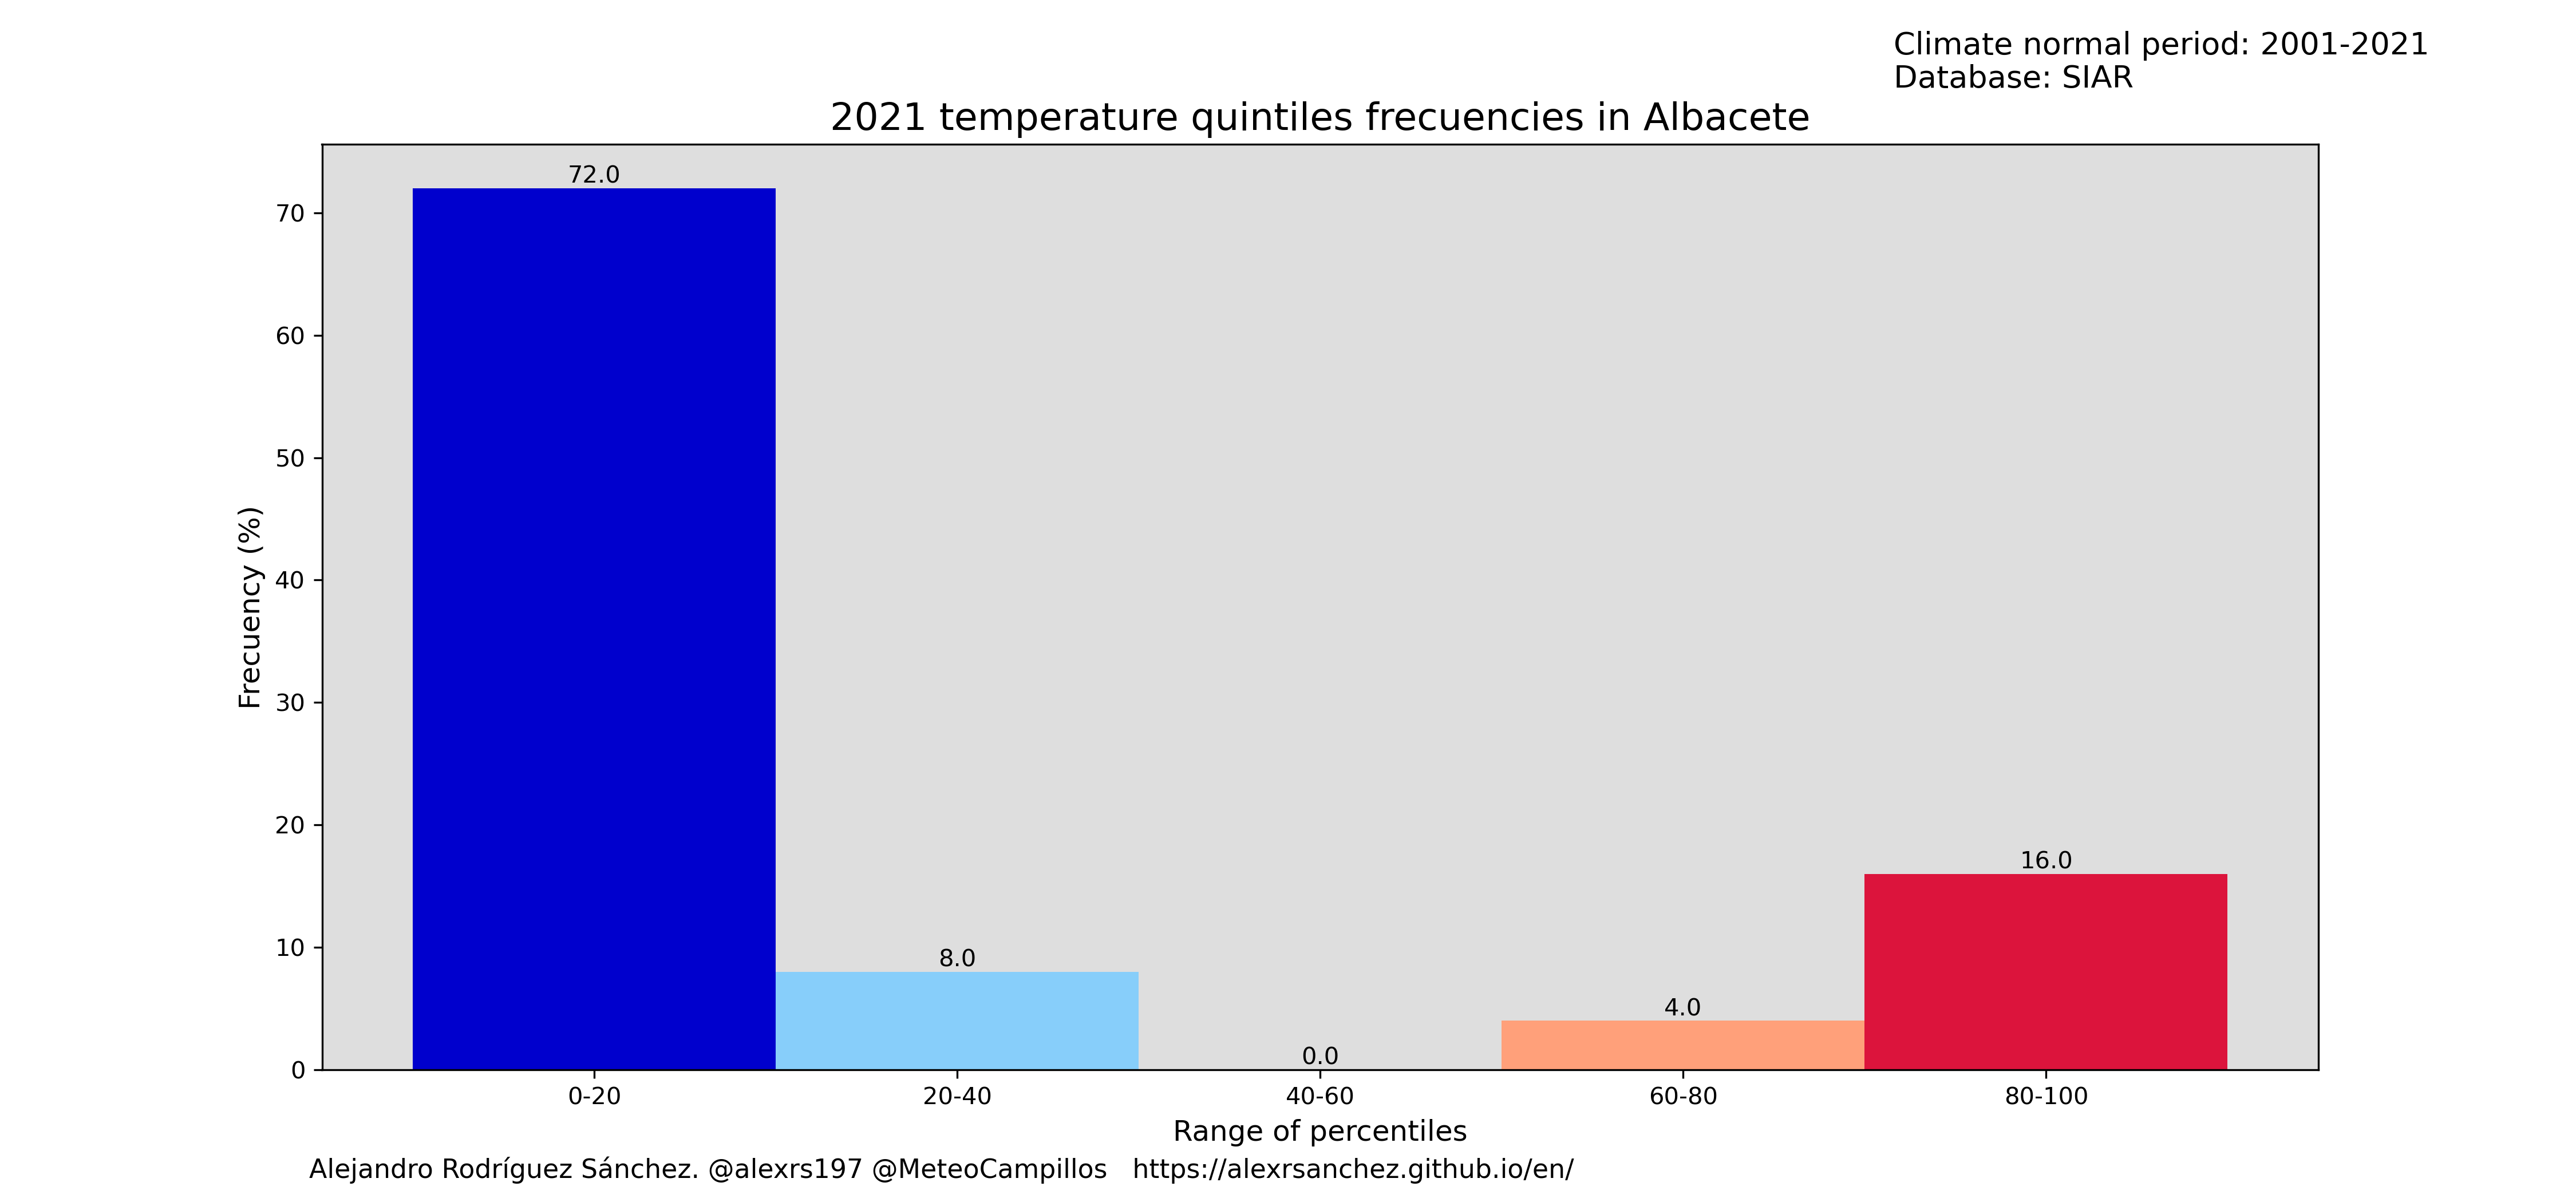 Climate normal period: 2001-2021
Database: SIAR
2021 temperature quintiles frecuencies in Albacete
72.0
70
60
50
40
30
20
10
0
Frecuency (%)
8.0
0.0
4.0
16.0
0-20 20-40 40-60 60-80 80-100
Range of percentiles
Alejandro Rodríguez Sánchez. @alexrs197 @MeteoCampillos https://alexrsanchez.github.io/en/